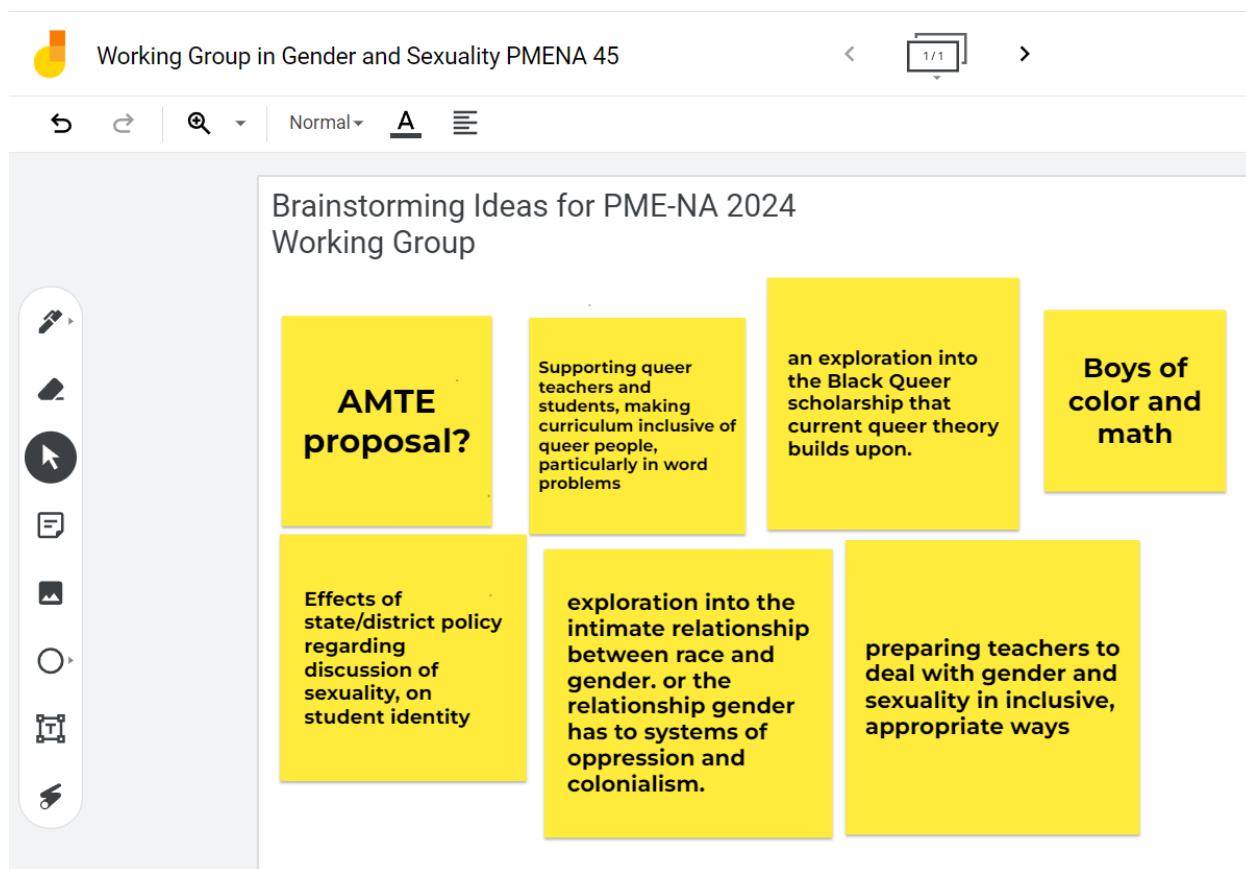 Working Group in Gender and Sexuality PMENA 45
1/1
Normal
A
Brainstorming Ideas for PME-NA 2024
Working Group
AMTE
proposal?
Supporting queer
teachers and
students, making
curriculum inclusive of
queer people,
particularly in word
problems
an exploration into
the Black Queer
scholarship that
current queer theory
builds upon.
Boys of
color and
math
Effects of
state/district policy
regarding
discussion of
sexuality, on
student identity
exploration into the
intimate relationship
between race and
gender. or the
relationship gender
has to systems of
oppression and
colonialism.
preparing teachers to
deal with gender and
sexuality in inclusive,
appropriate ways
T